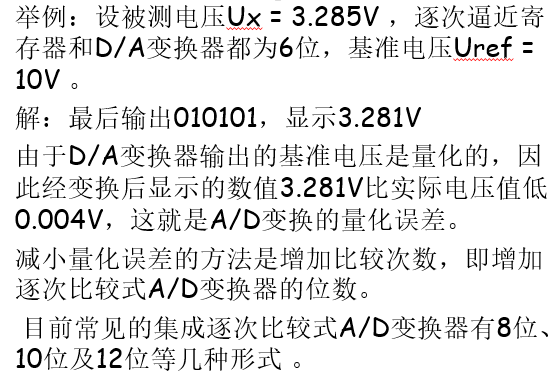 举例：设被测电压Ux = 3.285V ，逐次逼近寄
存器和D/A变换器都为6位，基准电压Uref =
10V 。
解：最后输出010101，显示3.281V
由于D/A变换器输出的基准电压是量化的，因
此经变换后显示的数值3.281V比实际电压值低
0.004V，这就是A/D变换的量化误差。
减小量化误差的方法是增加比较次数，即增加
逐次比较式A/D变换器的位数。
目前常见的集成逐次比较式A/D变换器有8位、
10位及12位等几种形式 。